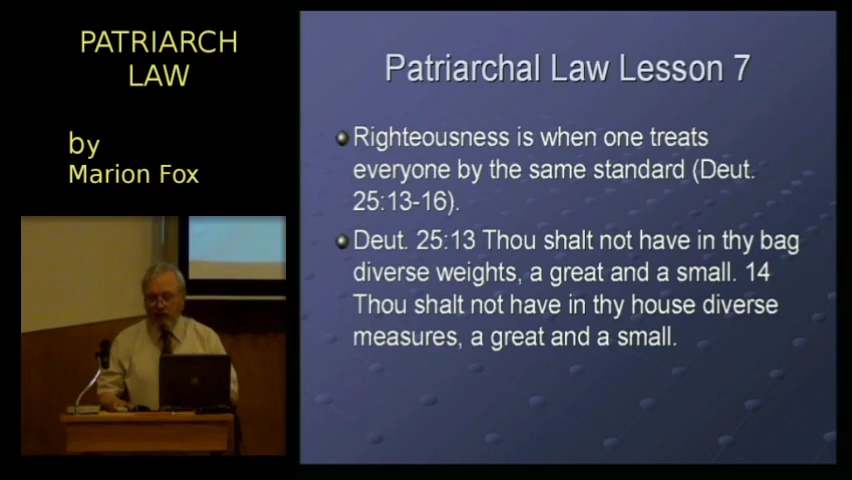 PATRIARCH
LAW
by
Marion Fox
Patriarchal Law Lesson 7
Righteousness is when one treats
everyone by the same standard (Deut.
25:13-16).
Deut. 25:13 Thou shalt not have in thy bag
diverse weights, a great and a small. 14
Thou shalt not have in thy house diverse
measures, a great and a small.